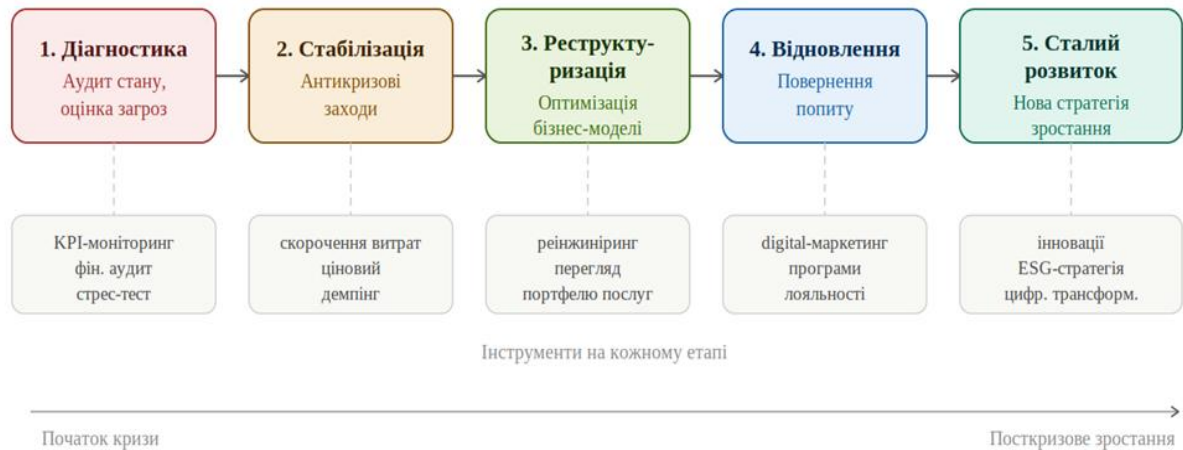 1. Діагностика
Аудит стану,
оцінка загроз
2. Стабілізація
Антикризові
заходи
3. Реструкту-
ризація
Оптимізація
бізнес-моделі
4. Відновлення
Повернення
попиту
5. Сталий
розвиток
Нова стратегія
зростання
KPI-моніторинг
фін. аудит
стрес-тест
скорочення витрат
ціновий
демпінг
реінжиніринг
перегляд
портфелю послуг
digital-маркетинг
програми
лояльності
інновації
ESG-стратегія
цифр. трансформ.
Інструменти на кожному етапі
Початок кризи
Посткризове зростання